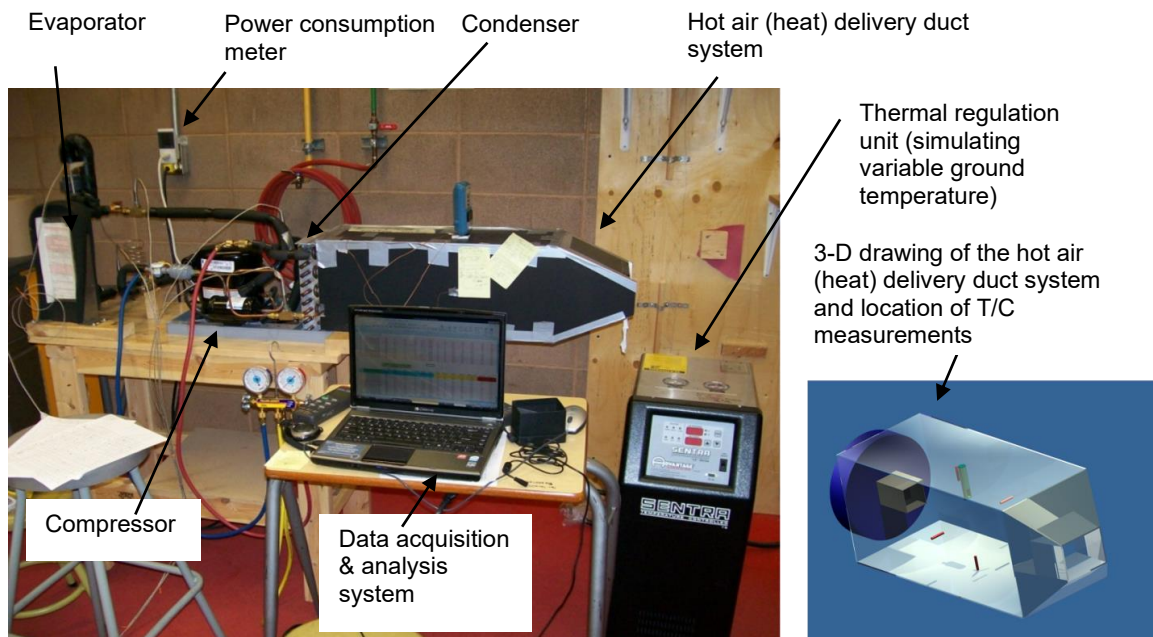 Evaporator
Power consumption
meter
Condenser
Hot air (heat) delivery duct
system
Thermal regulation
unit (simulating
variable ground
temperature)
3-D drawing of the hot air
(heat) delivery duct system
and location of T/C
measurements
Compressor
Data acquisition
& analysis
system
SENTRA
SENTRA